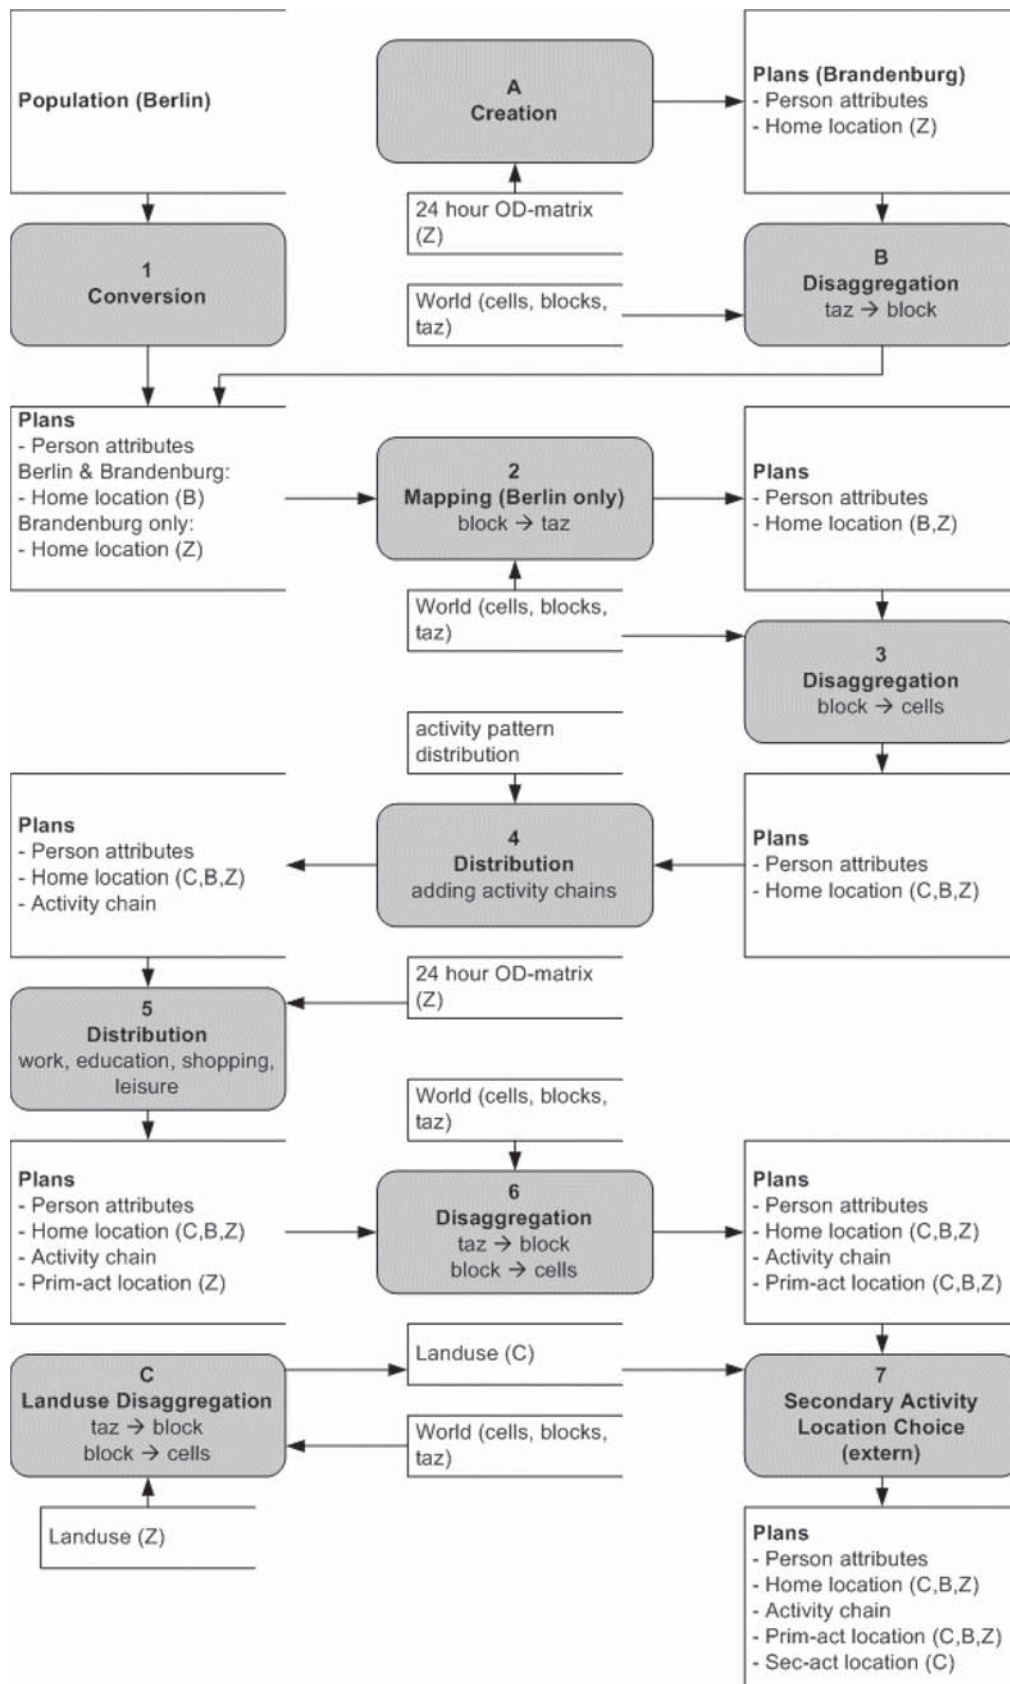 Population (Berlin)
A
Creation
Plans (Brandenburg)
- Person attributes
- Home location (Z)
24 hour OD-matrix
(Z)
1
Conversion
World (cells, blocks,
taz)
B
Disaggregation
taz → block
Plans
- Person attributes
Berlin & Brandenburg:
- Home location (B)
Brandenburg only:
- Home location (Z)
2
Mapping (Berlin only)
block → taz
Plans
- Person attributes
- Home location (B,Z)
World (cells, blocks,
taz)
3
Disaggregation
block → cells
activity pattern
distribution
Plans
- Person attributes
- Home location (C,B,Z)
- Activity chain
4
Distribution
adding activity chains
Plans
- Person attributes
- Home location (C,B,Z)
24 hour OD-matrix
(Z)
5
Distribution
work, education, shopping,
leisure
World (cells, blocks,
taz)
Plans
- Person attributes
- Home location (C,B,Z)
- Activity chain
- Prim-act location (Z)
6
Disaggregation
taz → block
block → cells
Plans
- Person attributes
- Home location (C,B,Z)
- Activity chain
- Prim-act location (C,B,Z)
C
Landuse Disaggregation
taz → block
block → cells
Landuse (C)
World (cells, blocks,
taz)
7
Secondary Activity
Location Choice
(extern)
Landuse (Z)
Plans
- Person attributes
- Home location (C,B,Z)
- Activity chain
- Prim-act location (C,B,Z)
- Sec-act location (C)